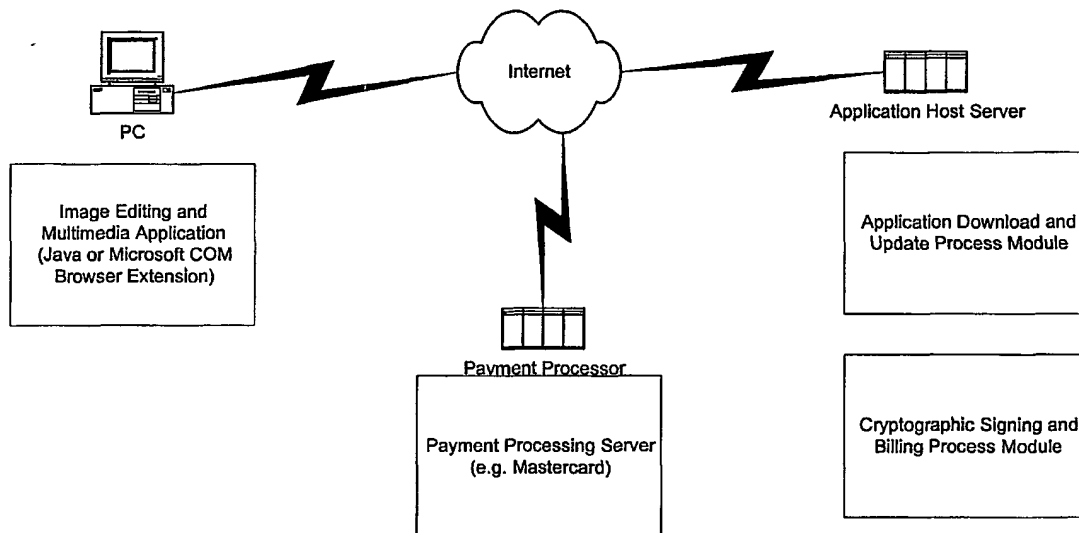 Internet
PC
Application Host Server
Image Editing and
Multimedia Application
(Java or Microsoft COM
Browser Extension)
Application Download and
Update Process Module
Payment Processor
Payment Processing Server
(e.g. Mastercard)
Cryptographic Signing and
Billing Process Module